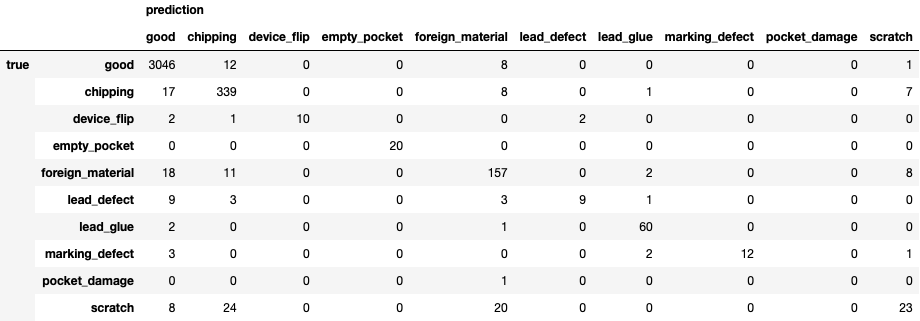 prediction
good chipping device_flip empty_pocket foreign_material lead_defect lead_glue marking_defect pocket_damage scratch
true good 3046 12 0 0 8 0 0 0 0 1
chipping 17 339 0 0 8 0 1 0 0 7
device_flip 2 1 10 0 0 2 0 0 0 0
empty_pocket 0 0 0 20 0 0 0 0 0 0
foreign_material 18 11 0 0 157 0 2 0 0 8
lead_defect 9 3 0 0 3 9 1 0 0 0
lead_glue 2 0 0 0 1 0 60 0 0 0
marking_defect 3 0 0 0 0 0 2 12 0 1
pocket_damage 0 0 0 0 1 0 0 0 0 0
scratch 8 24 0 0 20 0 0 0 0 23